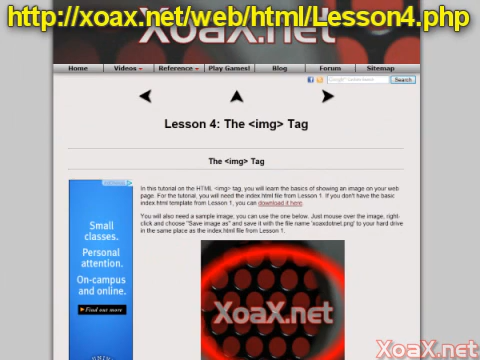 http://xoax.net/web/html/Lesson4.php
XoaX.net
Home Videos Reference Play Games! Blog Forum Sitemap
Search
Lesson 4: The <img> Tag
The <img> Tag
In this tutorial on the HTML <img> tag, you will learn the basics of showing an image on your web
page. For the tutorial, you will need the index.html file from Lesson 1. If you don't have the basic
index.html template from Lesson 1, you can download it here.
You will also need a sample image, you can use the one below. Just mouse over the image, right-
click and choose "Save image as" and save it with the file name 'xoaxdotnet.png' to your hard drive
in the same place as the index.html file from Lesson 1.
Small
classes.
Personal
attention.
On-campus
and online.
Find out more
XoaX.net
XoaX.net